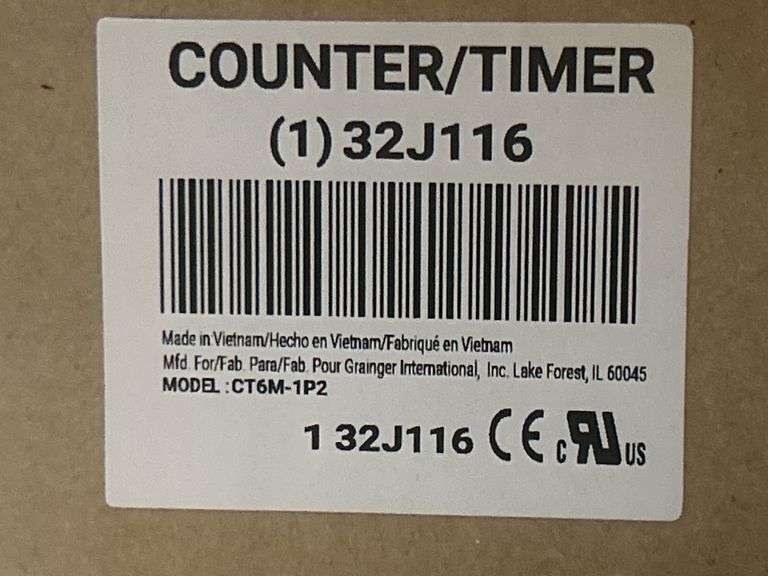 COUNTER/TIMER
(1) 32J116
Made in Vietnam/Hecho en Vietnam/Fabriqué en Vietnam
Mfd. For/Fab. Para/Fab. Pour Grainger International, Inc. Lake Forest, IL 60045
MODEL : CT6M-1P2
1 32J116 CE c RU US